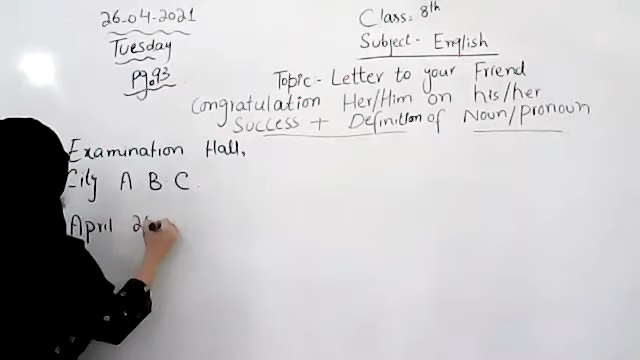 26-04-2021
Tuesday
Pg.93
Class: 8th
Subject- English
Topic- Letter to your Friend
Congratulation Her/Him on his/her
Success + Definition of Noun/pronoun
Examination Hall,
City A B C.
April